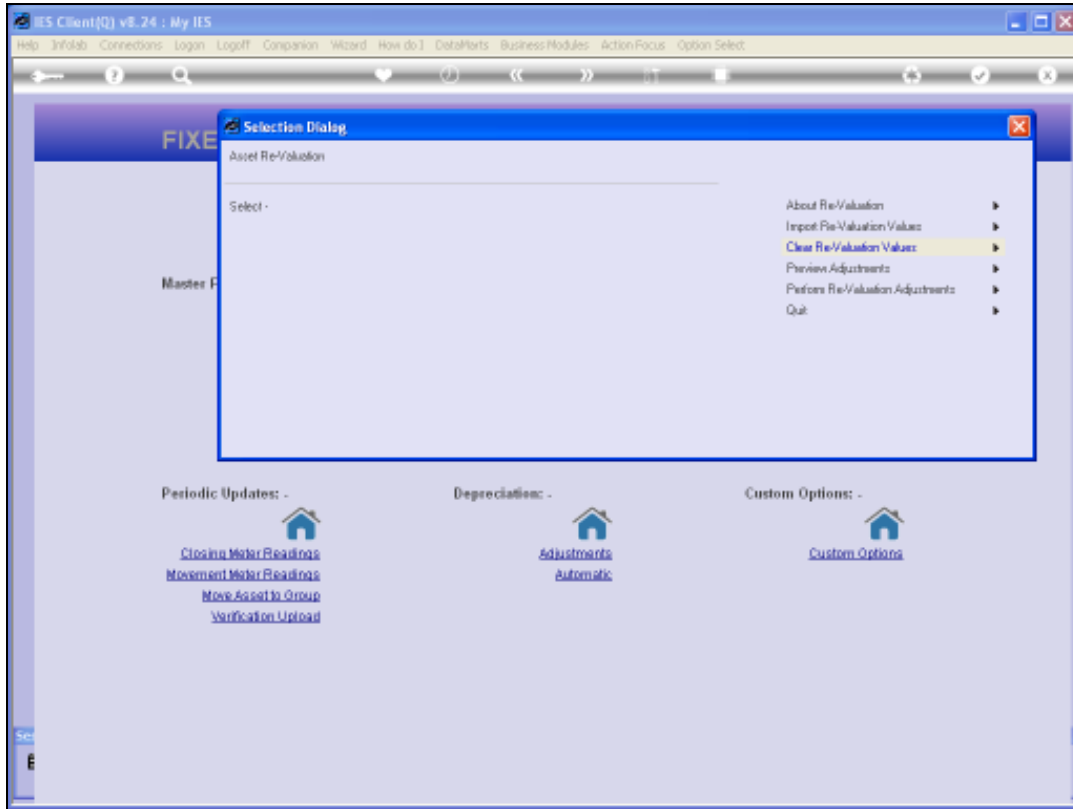 IES Client(Q) v8.24 : My IES
Help Infolab Connections Logon Logoff Companion Wizard How do I DataMarts Business Modules Action Focus Option Select
FIXE
Selection Dialog
Asset Re-Valuation
Select -
About Re-Valuation
Import Re-Valuation Values
Clear Re-Valuation Values
Preview Adjustments
Perform Re-Valuation Adjustments
Quit
Master F
Periodic Updates: -
Closing Meter Readings
Movement Meter Readings
Move Asset to Group
Verification Upload
Depreciation: -
Adjustments
Automatic
Custom Options: -
Custom Options
Ses